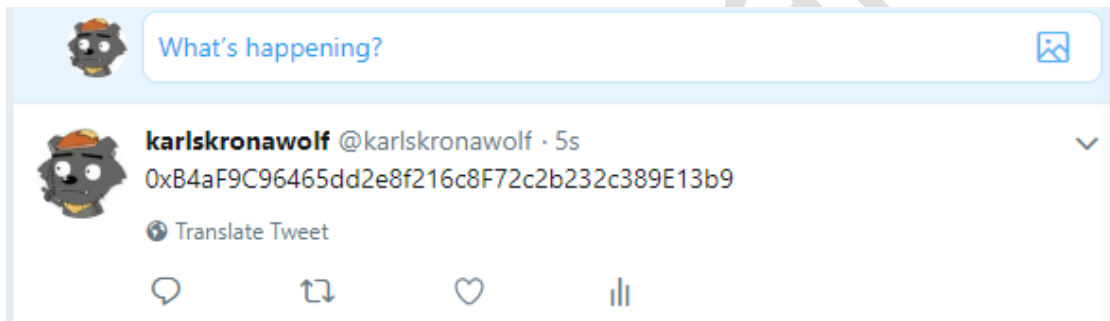 What's happening?
karlskronawolf @karlskronawolf · 5s
0xB4aF9C96465dd2e8f216c8F72c2b232c389E13b9
Translate Tweet